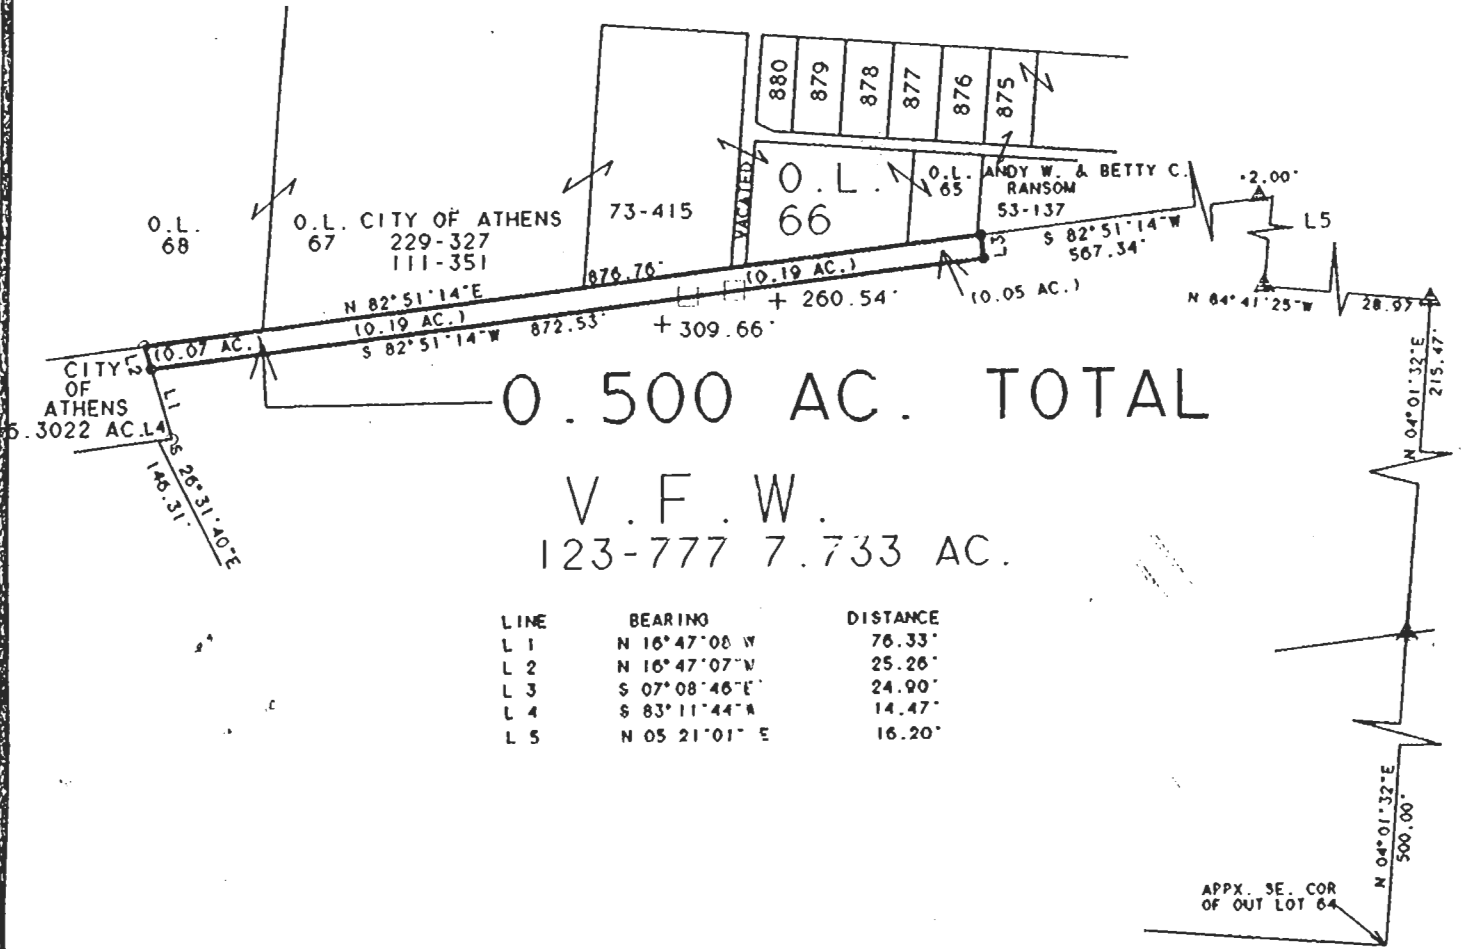 880
879
878
877
876
875
O.L.
68
O.L. CITY OF ATHENS
67 229-327
111-351
73-415
VACATED
O.L.
66
O.L.
65
ANDY W. & BETTY C.
RANSOM
53-137
S 82°51'14"W
567.34'
2.00'
L5
N 84°41'25"W 28.97
N 04°01'32"E
215.47'
N 82°51'14"E
876.76'
(0.07 AC.)
(0.19 AC.)
(0.19 AC.)
(0.05 AC.)
L3
S 82°51'14"W 872.53'
+ 309.66'
+ 260.54'
L2
L1
CITY
OF
ATHENS
.3022 AC.
L4
S 26°31'40"E
146.31'
0.500 AC. TOTAL
V.F.W.
123-777 7.733 AC.
LINE BEARING DISTANCE
L 1 N 16°47'08 W 76.33'
L 2 N 16°47'07"W 25.26'
L 3 S 07°08'46"E 24.90'
L 4 S 83°11'44"W 14.47'
L 5 N 05 21'01" E 16.20'
N 04°01'32"E
500.00'
APPX. SE. COR
OF OUT LOT 64